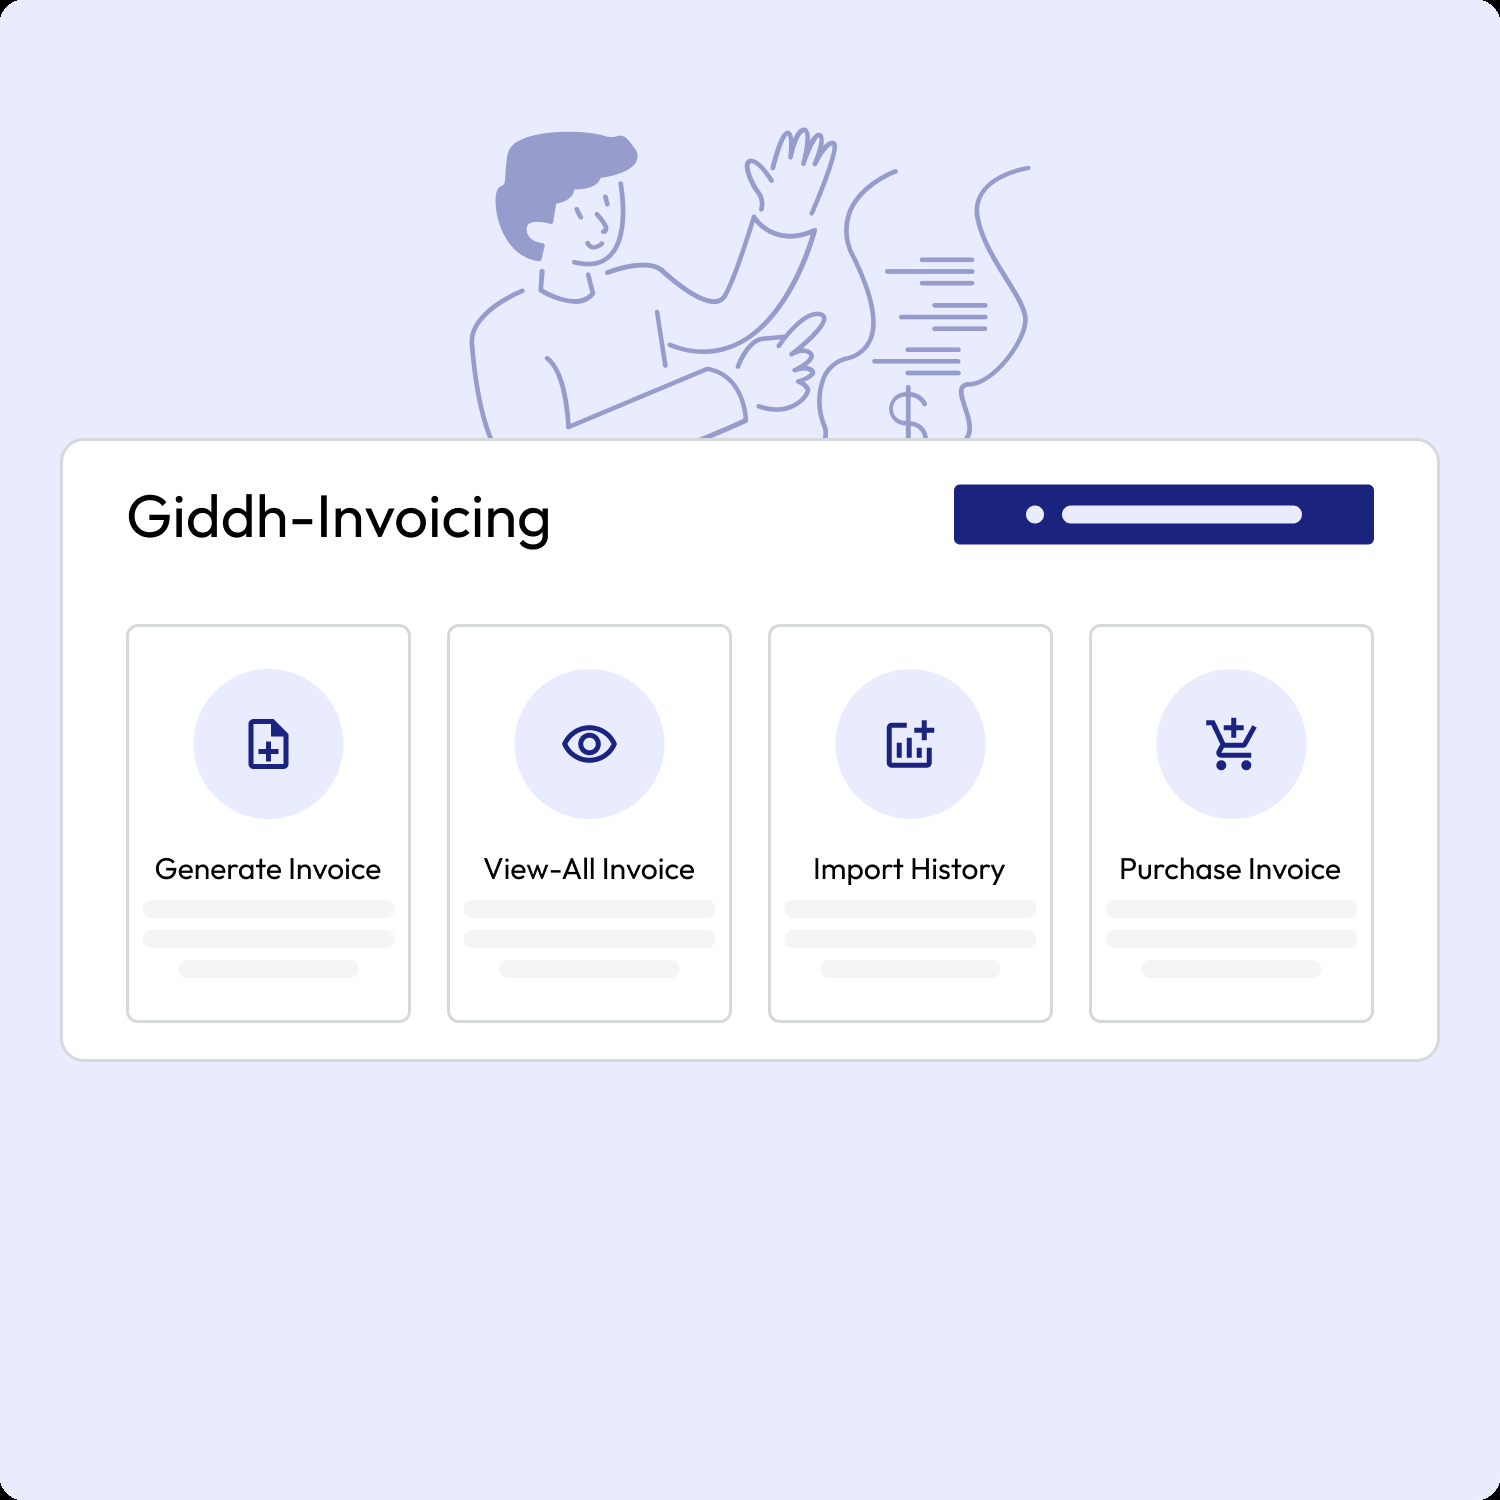 $
Giddh-Invoicing
Generate Invoice
View-All Invoice
Import History
Purchase Invoice